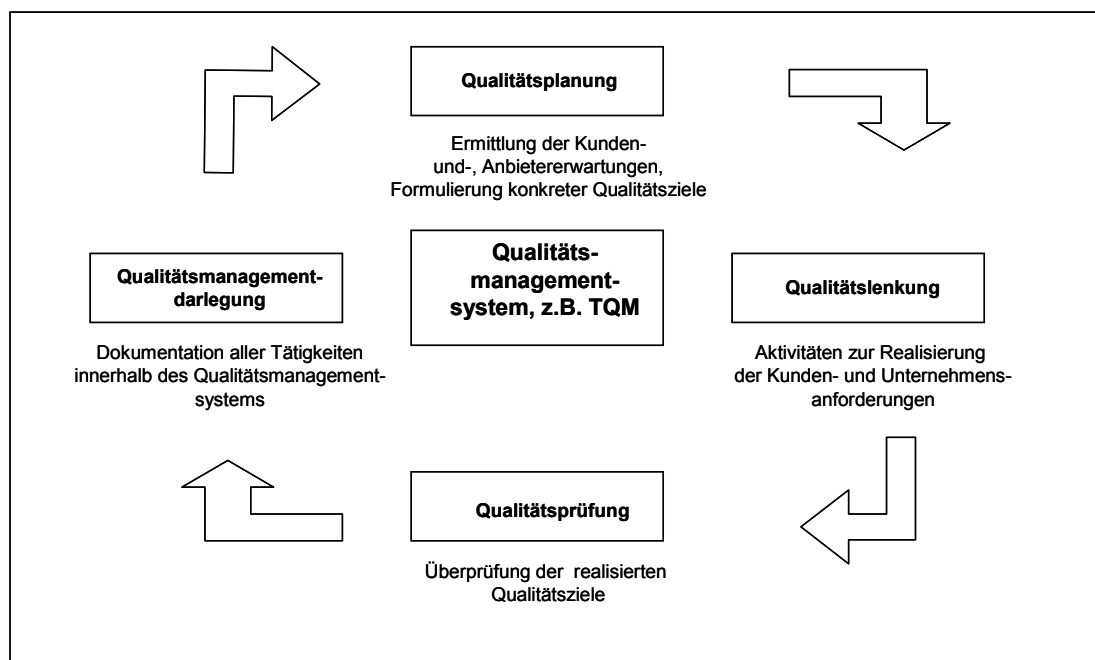 Qualitätsplanung
Ermittlung der Kunden-
und-, Anbietererwartungen,
Formulierung konkreter Qualitätsziele
Qualitätsmanagement-
darlegung
Dokumentation aller Tätigkeiten
innerhalb des Qualitätsmanagement-
systems
Qualitäts-
management-
system, z.B. TQM
Qualitätslenkung
Aktivitäten zur Realisierung
der Kunden- und Unternehmens-
anforderungen
Qualitätsprüfung
Überprüfung der realisierten
Qualitätsziele